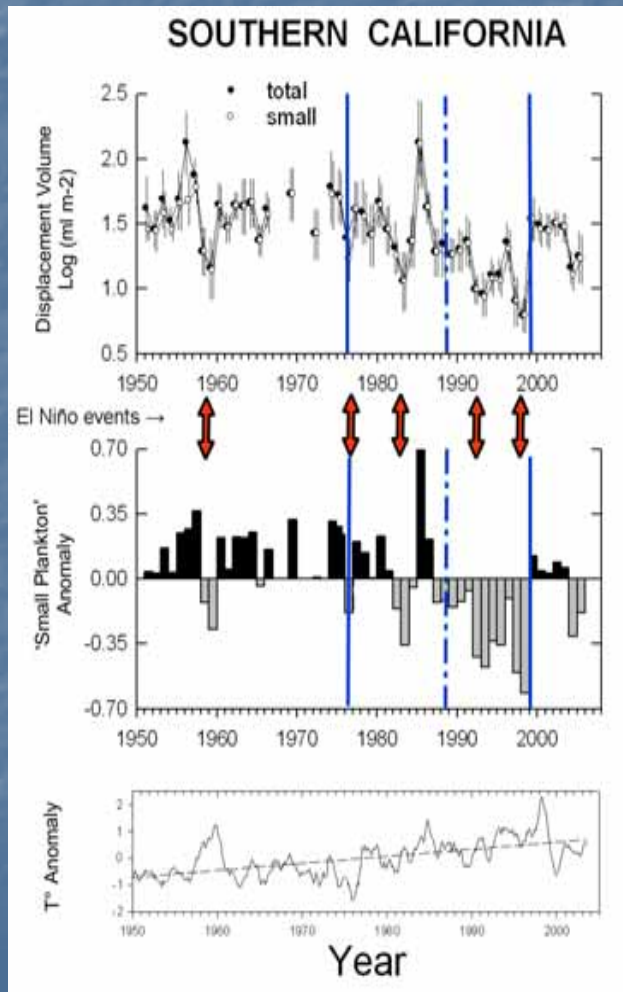 SOUTHERN CALIFORNIA
total
small
Displacement Volume
Log (ml m-2)
2.5
2.0
1.5
1.0
0.5
1950 1960 1970 1980 1990 2000
El Niño events →
'Small Plankton'
Anomaly
0.70
0.35
0.00
-0.35
-0.70
1950 1960 1970 1980 1990 2000
T° Anomaly
2
1
0
-1
-2
1950 1960 1970 1980 1990 2000
Year